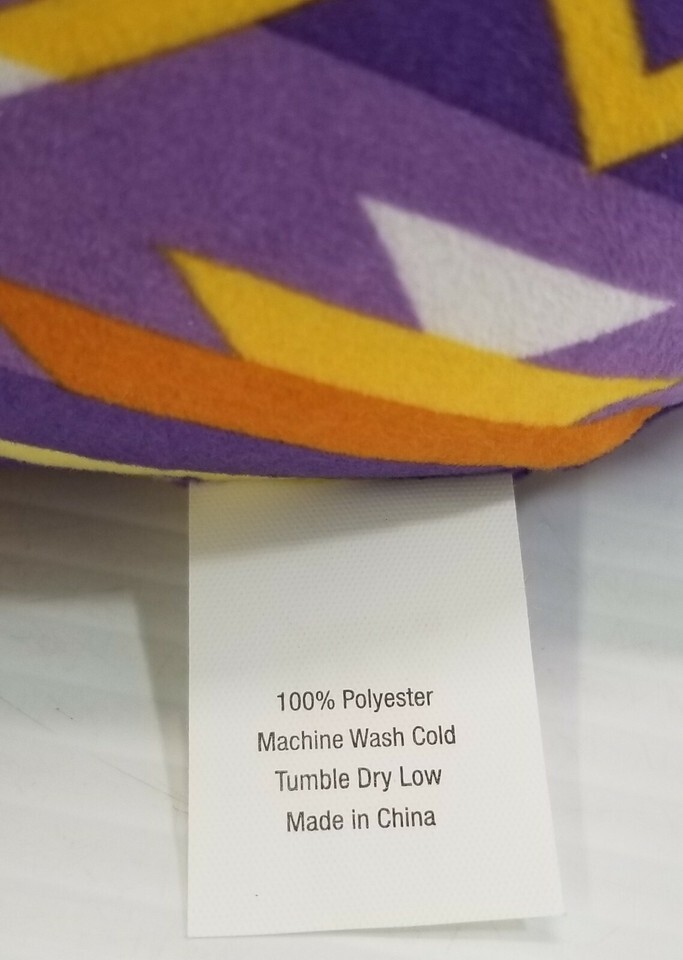 100% Polyester
Machine Wash Cold
Tumble Dry Low
Made in China